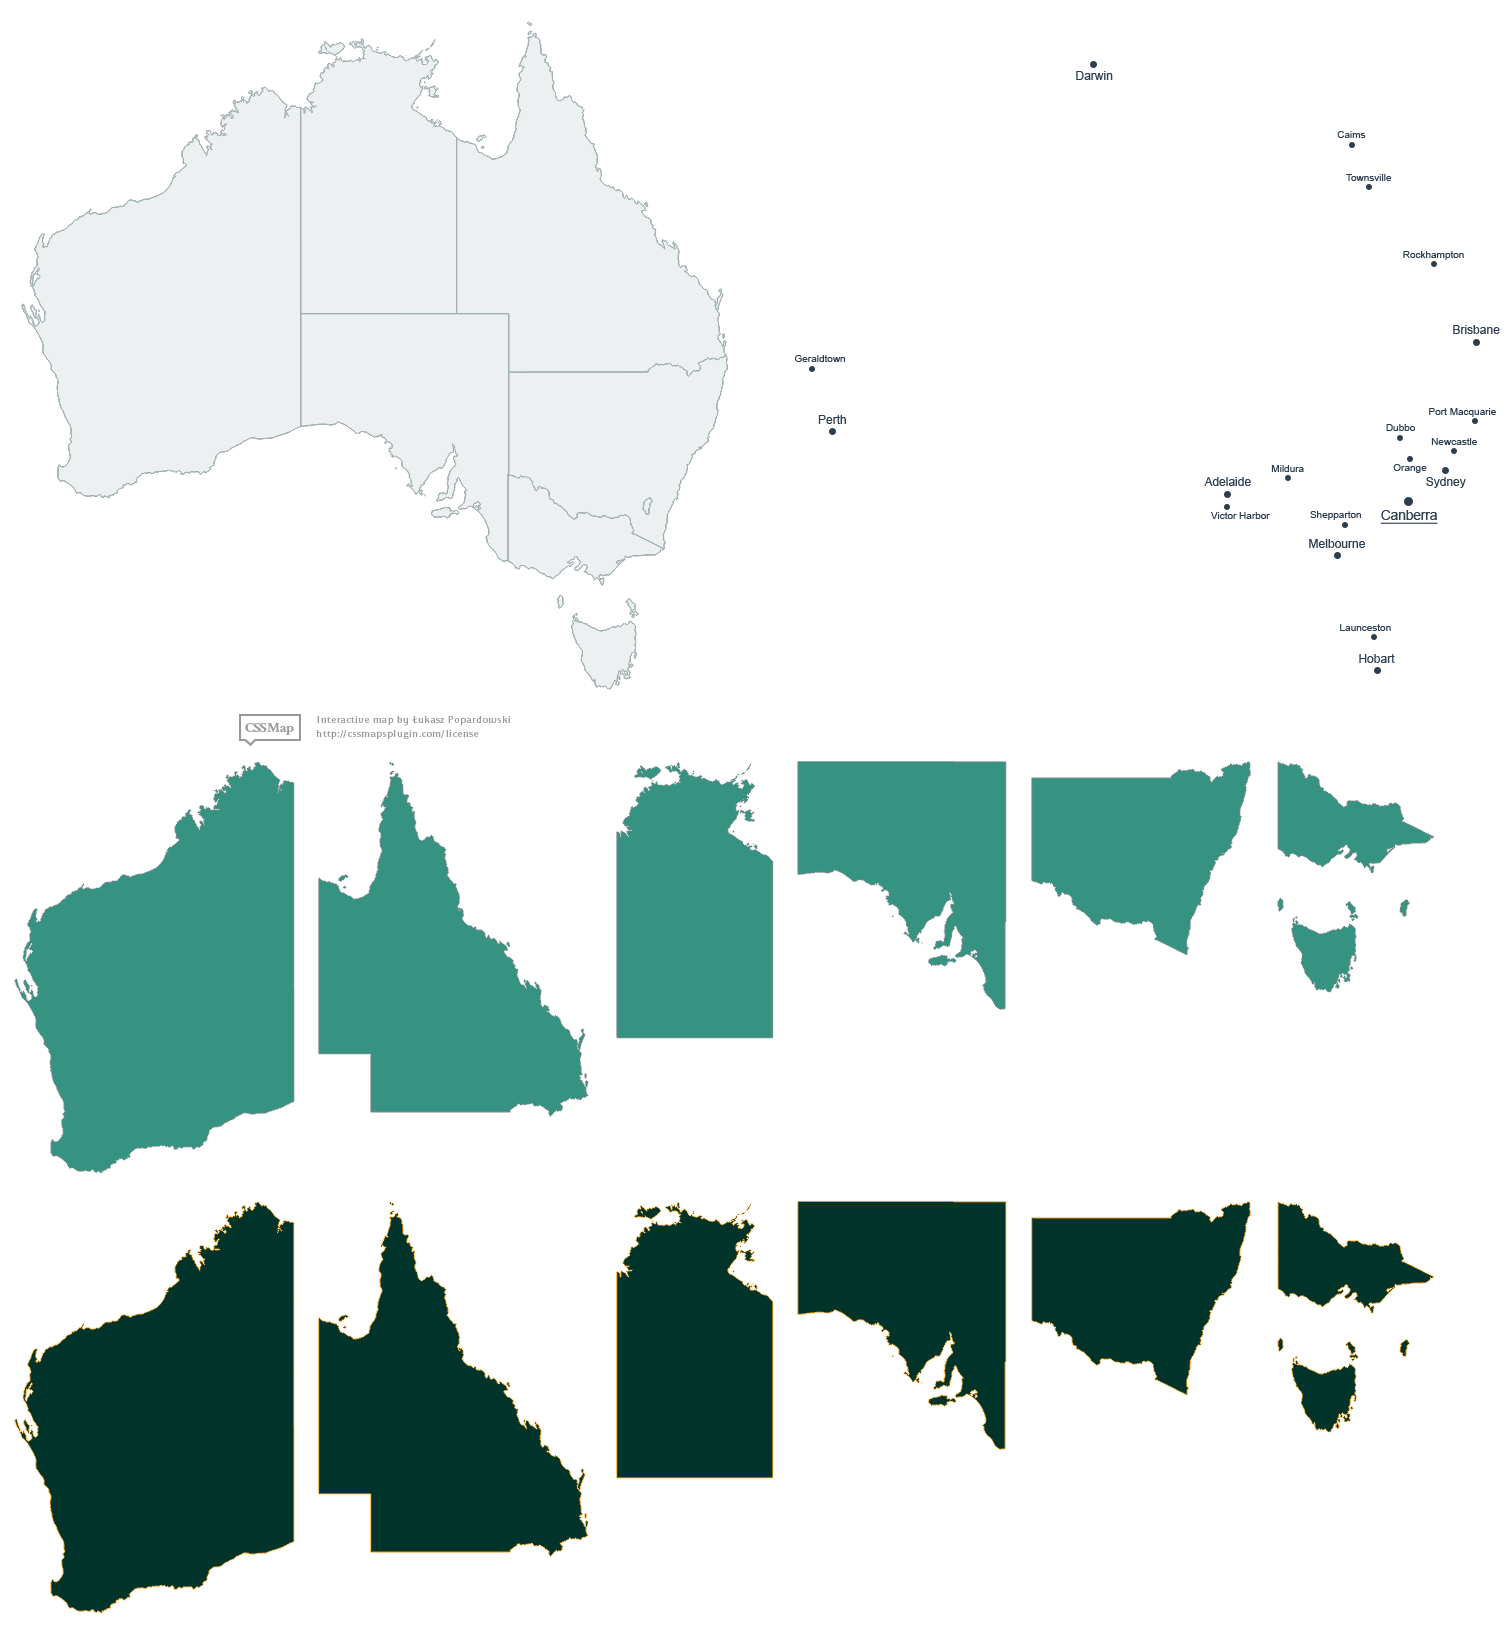 Darwin
Caims
Townsville
Rockhampton
Brisbane
Geraldtown
Perth
Port Macquarie
Dubbo
Newcastle
Orange
Mildura
Sydney
Adelaide
Victor Harbor
Shepparton
Canberra
Melbourne
Launceston
Hobart
CSSMap
Interactive map by Łukasz Popardowski
http://cssmapsplugin.com/license